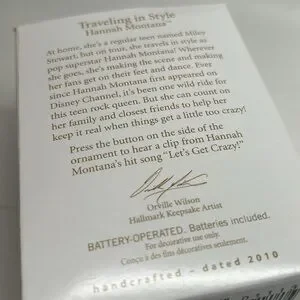 Traveling in Style
Hannah Montana™
At home, she's a regular teen named Miley
Stewart, but on tour, she travels in style as
pop superstar Hannah Montana! Wherever
she goes, she's making the scene and making
her fans get on their feet and dance. Ever
since Hannah Montana first appeared on
Disney Channel, it's been one wild ride for
this teen rock queen. But she can count on
her family and closest friends to help her
keep it real when things get a little too crazy!
Press the button on the side of the
ornament to hear a clip from Hannah
Montana's hit song "Let's Get Crazy!"
Orville Wilson
Hallmark Keepsake Artist
BATTERY-OPERATED. Batteries included.
For decorative use only.
Conçu à des fins décoratives seulement.
handcrafted – dated 2010